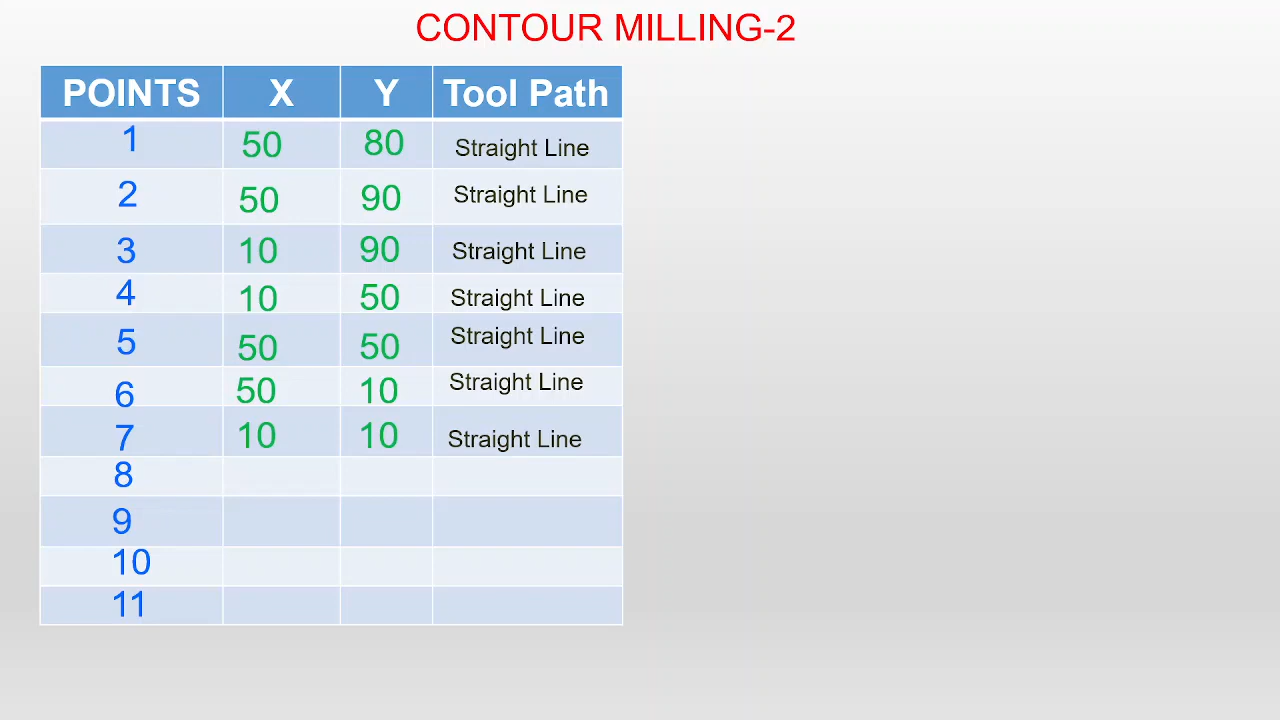 CONTOUR MILLING-2
POINTS X Y Tool Path
1 50 80 Straight Line
2 50 90 Straight Line
3 10 90 Straight Line
4 10 50 Straight Line
5 50 50 Straight Line
6 50 10 Straight Line
7 10 10 Straight Line
8
9
10
11